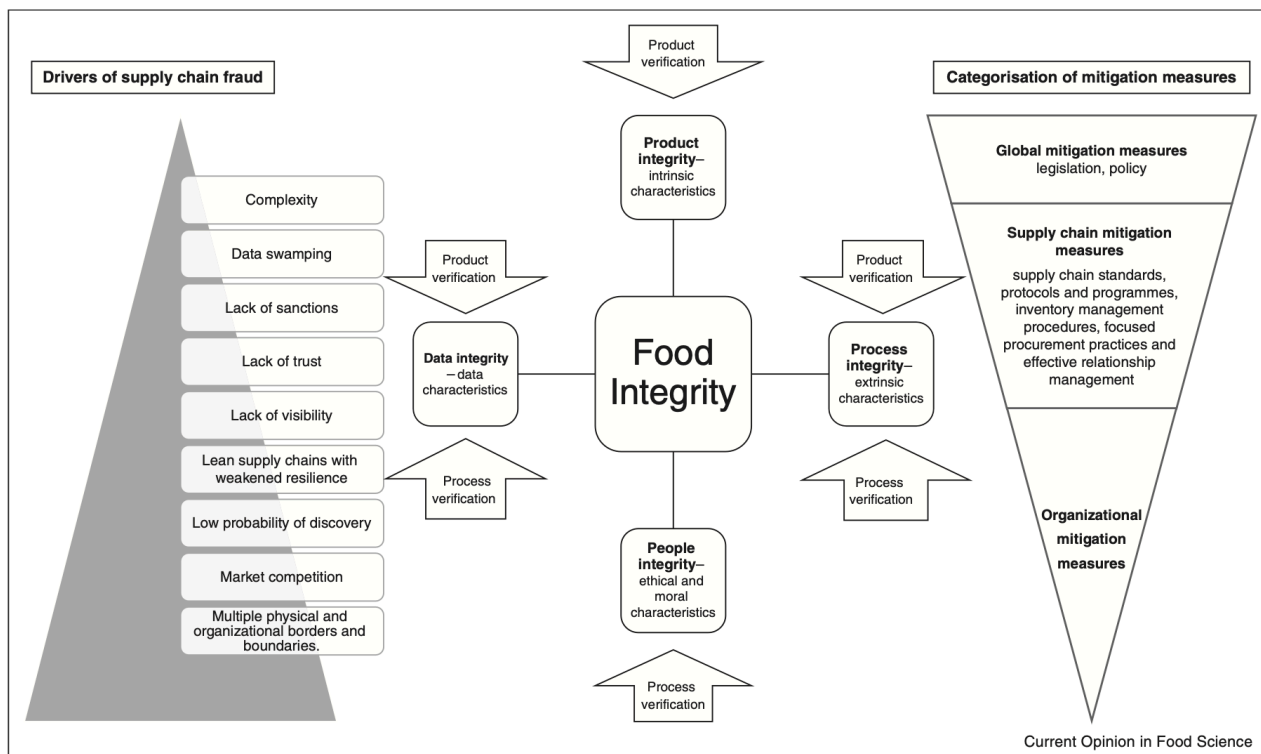 Drivers of supply chain fraud
Complexity
Data swamping
Lack of sanctions
Lack of trust
Lack of visibility
Lean supply chains with
weakened resilience
Low probability of discovery
Market competition
Multiple physical and
organizational borders and
boundaries.
Product
verification
Product
integrity–
intrinsic
characteristics
Product
verification
Data integrity
– data
characteristics
Process
verification
Food
Integrity
Product
verification
Process
integrity–
extrinsic
characteristics
Process
verification
People
integrity–
ethical and
moral
characteristics
Process
verification
Categorisation of mitigation measures
Global mitigation measures
legislation, policy
Supply chain mitigation
measures
supply chain standards,
protocols and programmes,
inventory management
procedures, focused
procurement practices and
effective relationship
management
Organizational
mitigation
measures
Current Opinion in Food Science